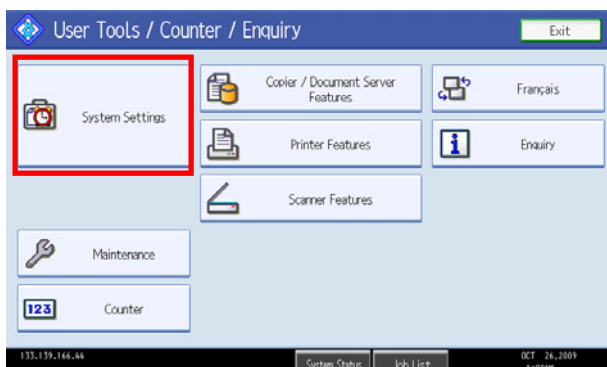 User Tools / Counter / Enquiry
Exit
System Settings
Copier / Document Server
Features
Français
Printer Features
Enquiry
Scanner Features
Maintenance
123
Counter
133.139.166.44
System Status
Job List
OCT 26,2009